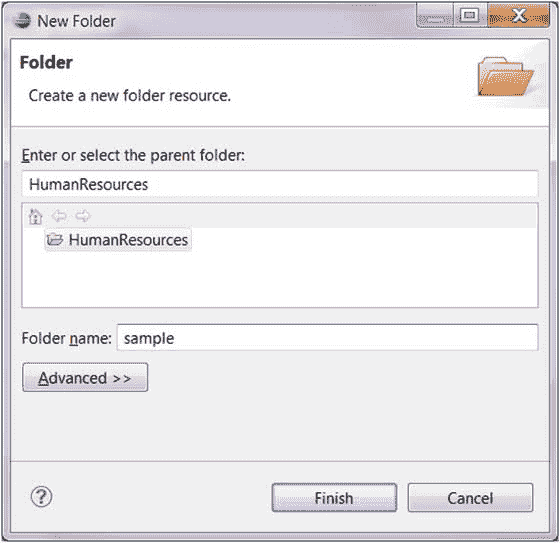 New Folder
Folder
Create a new folder resource.
Enter or select the parent folder:
HumanResources
HumanResources
Folder name: sample
Advanced >>
Finish Cancel